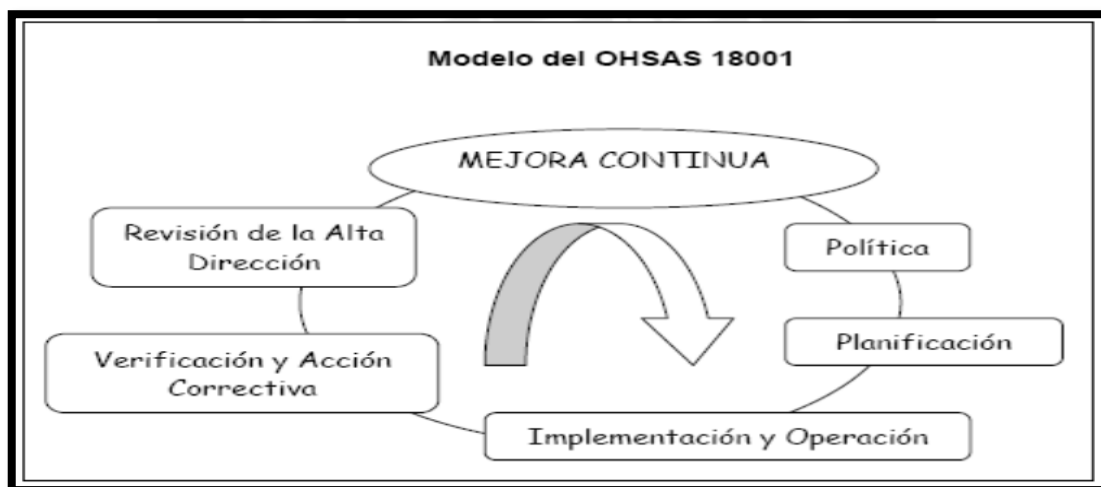 Modelo del OHSAS 18001
MEJORA CONTINUA
Política
Planificación
Implementación y Operación
Verificación y Acción
Correctiva
Revisión de la Alta
Dirección